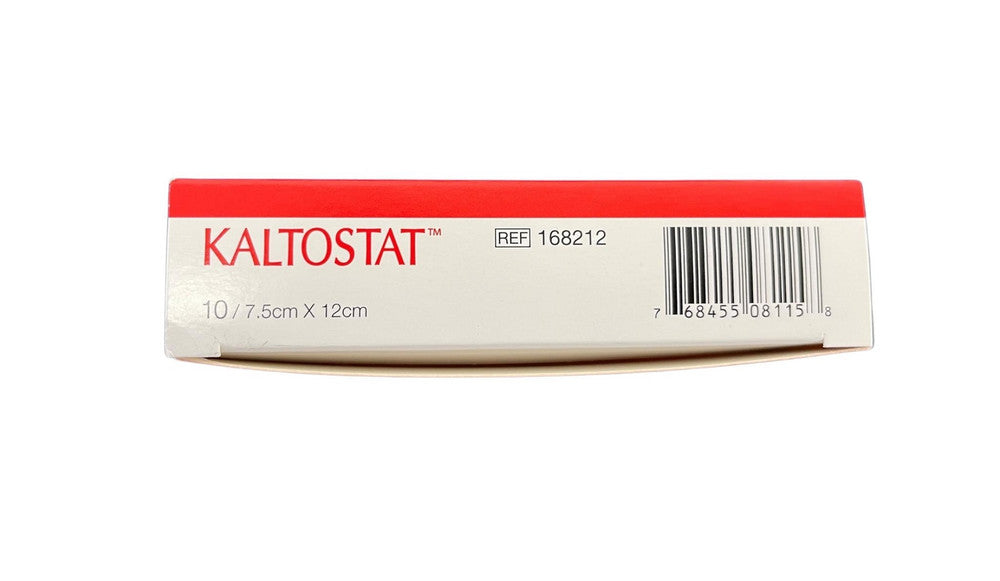 KALTOSTAT™
REF 168212
10 / 7.5cm X 12cm
7 68455 08115 8